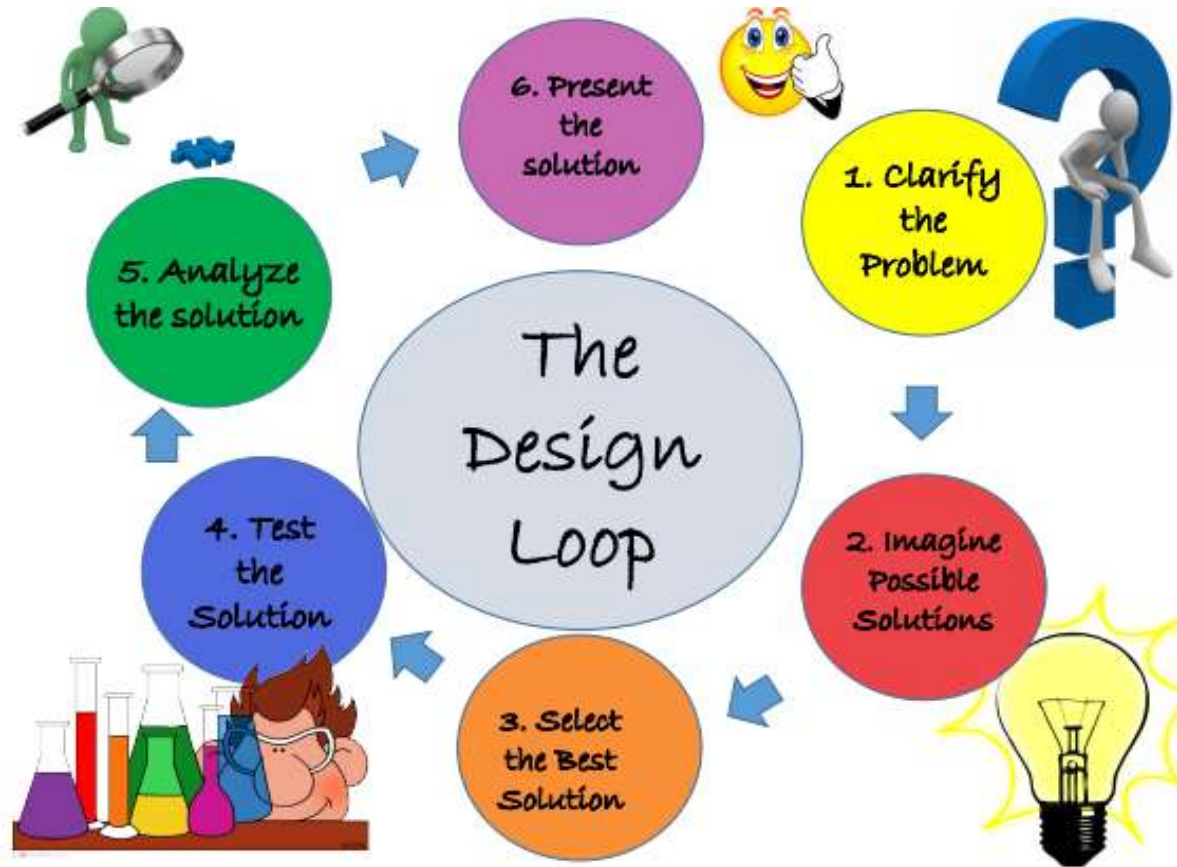 The
Design
Loop
1. Clarify
the
Problem
2. Imagine
Possible
Solutions
3. Select
the Best
Solution
4. Test
the
Solution
5. Analyze
the solution
6. Present
the
solution